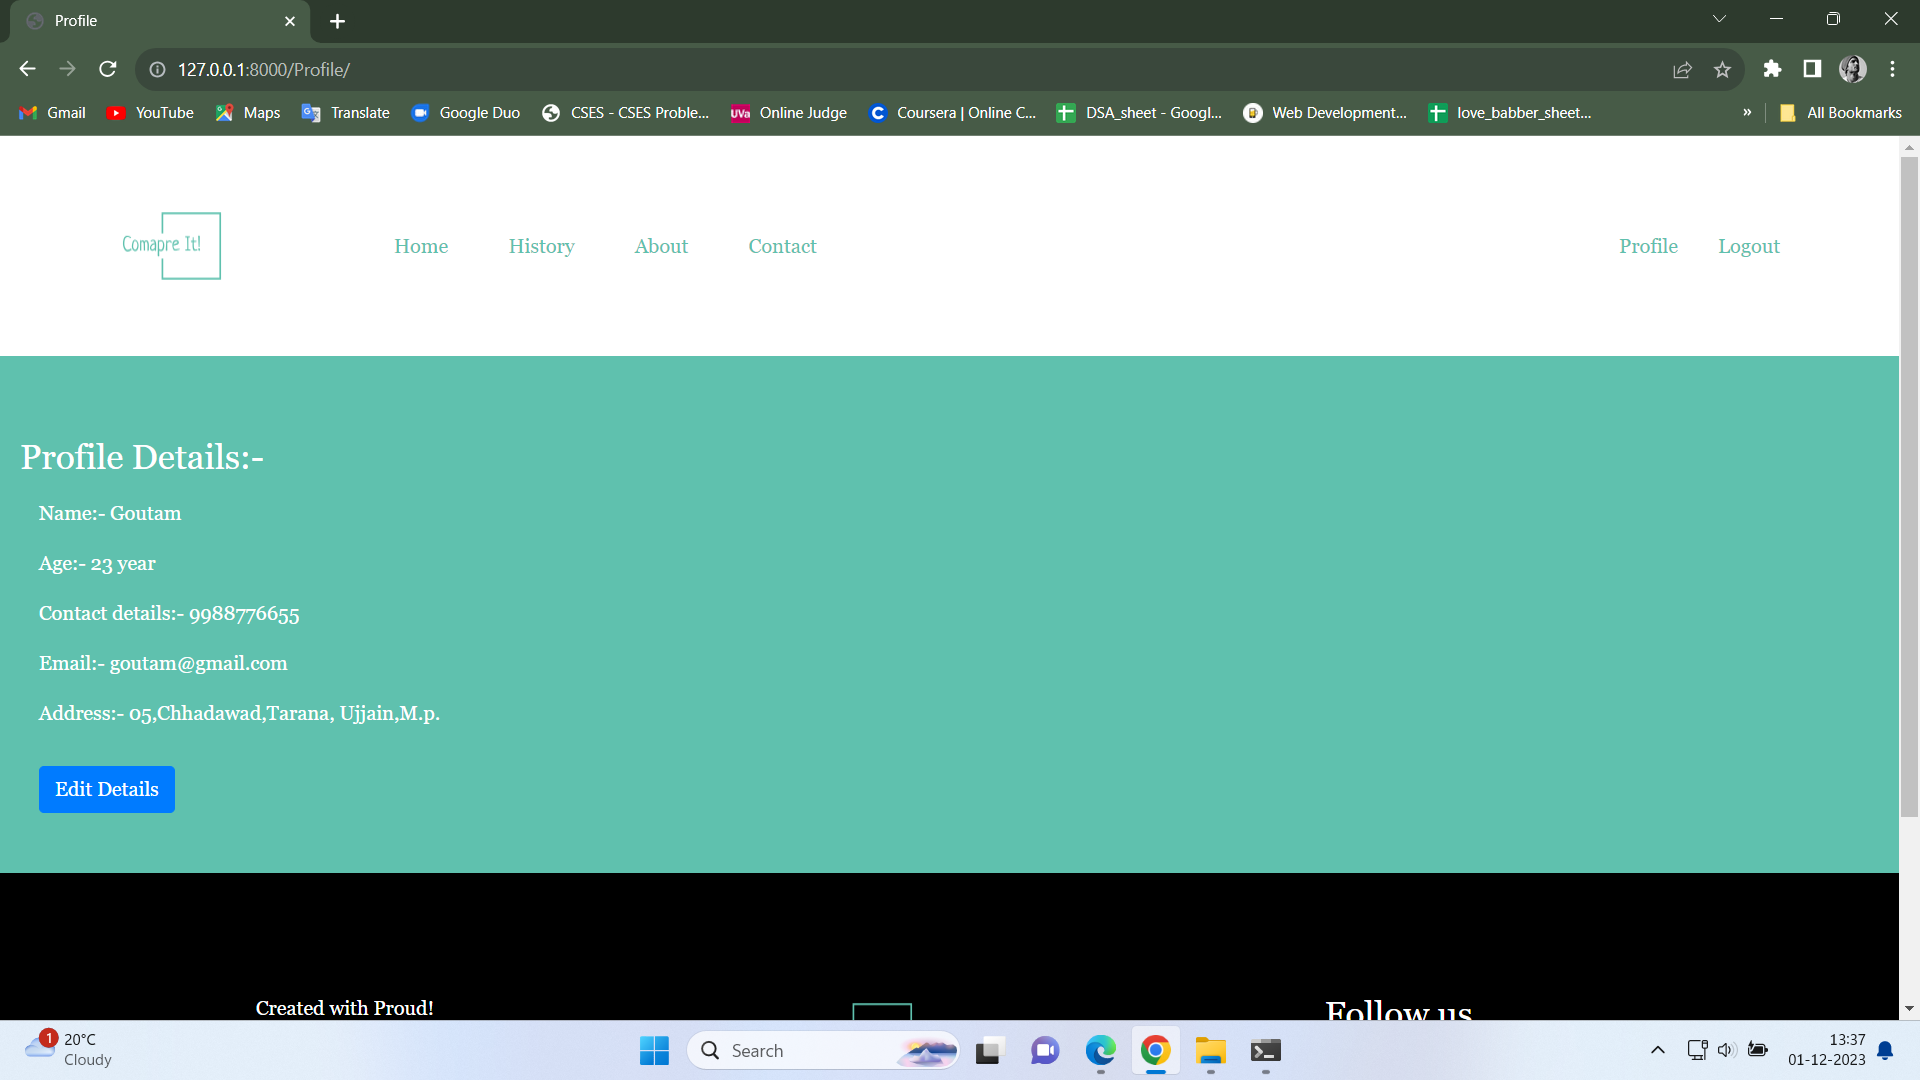 Profile
127.0.0.1:8000/Profile/
Gmail YouTube Maps Translate Google Duo CSES - CSES Proble... UVa Online Judge Coursera | Online C... DSA_sheet - Googl... Web Development... love_babber_sheet... » All Bookmarks
Comapre It! Home History About Contact Profile Logout
Profile Details:-
Name:- Goutam
Age:- 23 year
Contact details:- 9988776655
Email:- goutam@gmail.com
Address:- 05,Chhadawad,Tarana, Ujjain,M.p.
Edit Details
Created with Proud! Follow us
1 20°C
Cloudy
Search
13:37
01-12-2023